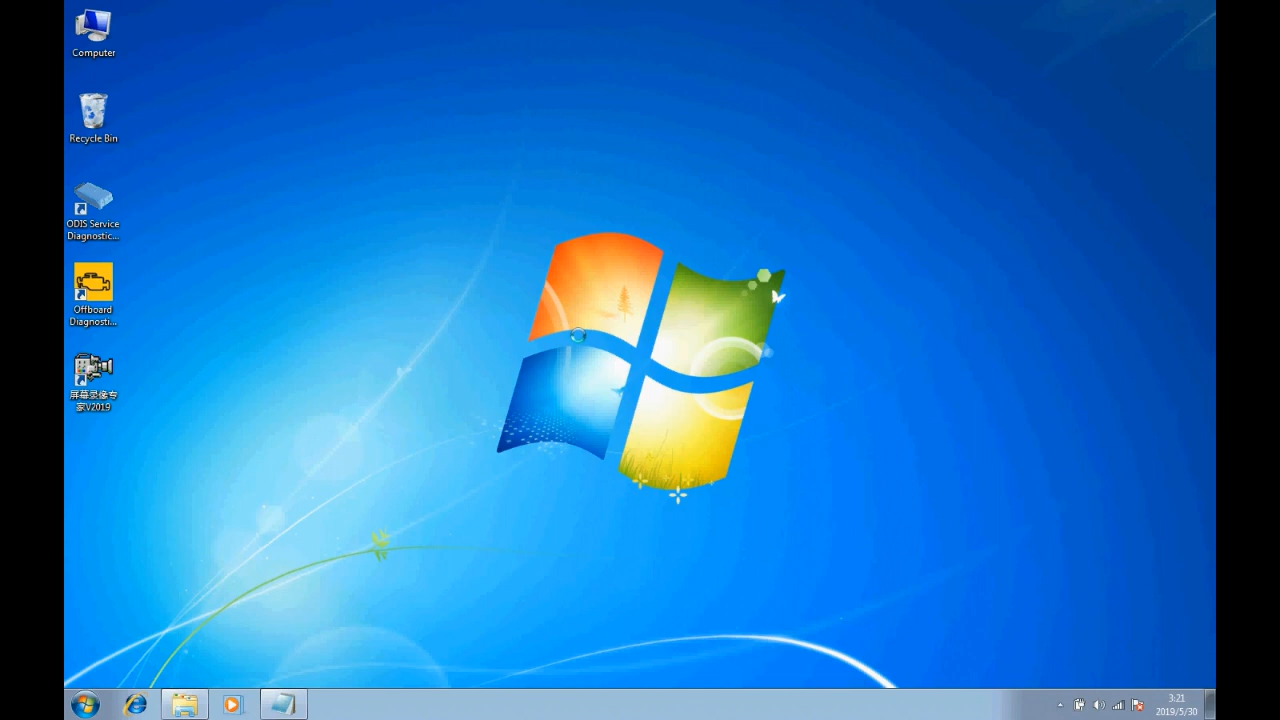 Computer
Recycle Bin
ODIS Service
Diagnostic...
Offboard
Diagnosti...
屏幕录像专
家V2019
3:21
2019/5/30